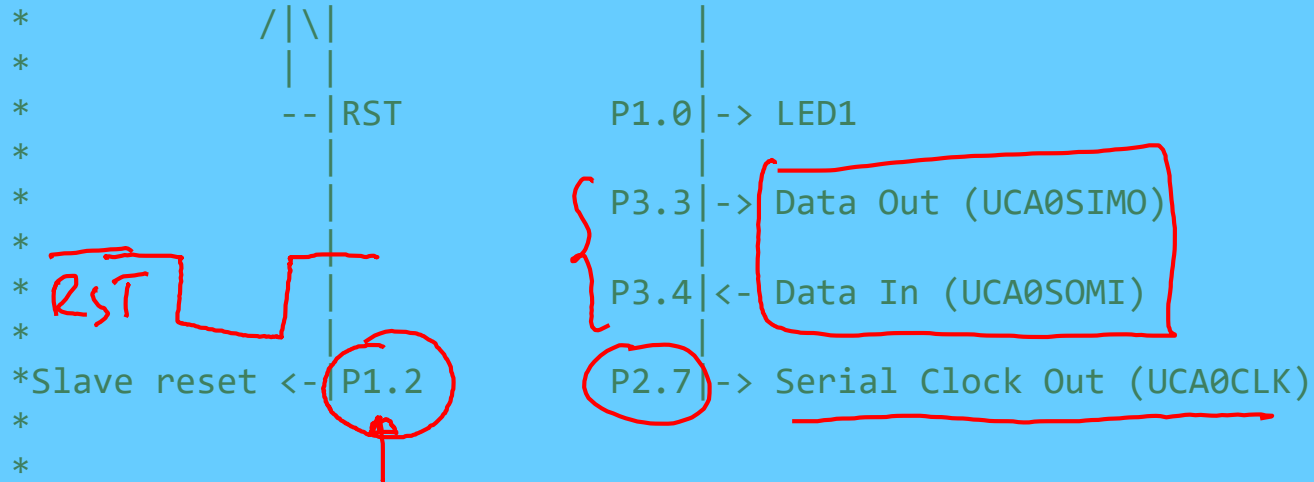 *               /|\|                     |
*                | |                     |
*                --|RST              P1.0|-> LED1
*                  |                     |
*                  |                 P3.3|-> Data Out (UCA0SIMO)
*                  |                     |
* RST              |                 P3.4|<- Data In (UCA0SOMI)
*                  |                     |
*Slave reset <-|P1.2                 P2.7|-> Serial Clock Out (UCA0CLK)
*
*